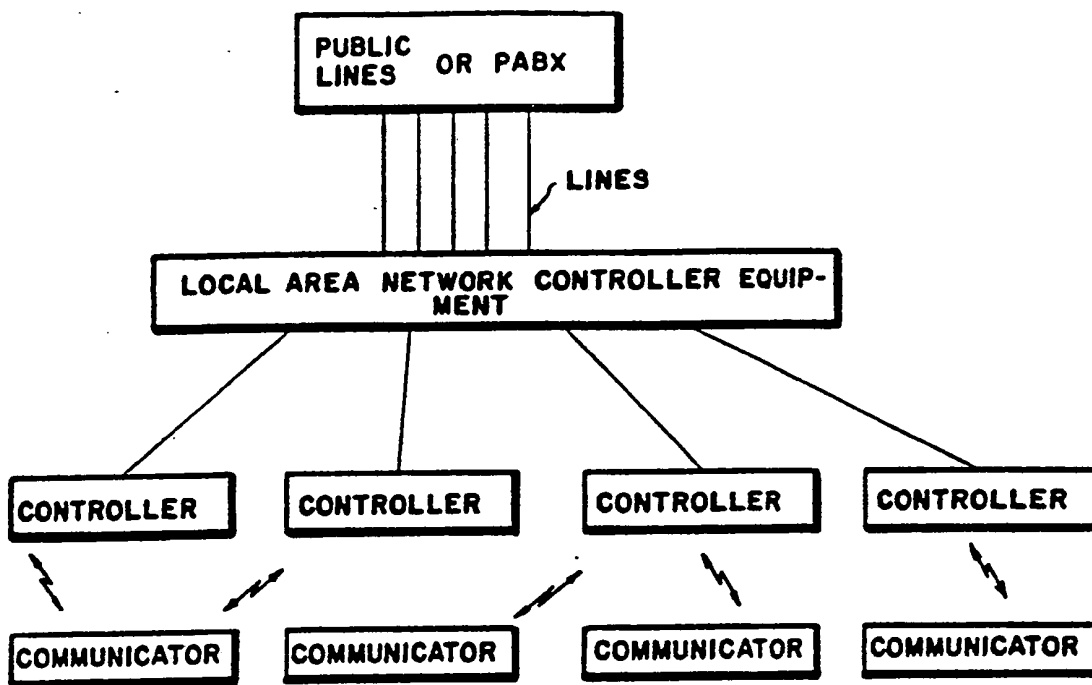 PUBLIC
LINES OR PABX
LINES
LOCAL AREA NETWORK CONTROLLER EQUIP-
MENT
CONTROLLER
CONTROLLER
CONTROLLER
CONTROLLER
COMMUNICATOR
COMMUNICATOR
COMMUNICATOR
COMMUNICATOR